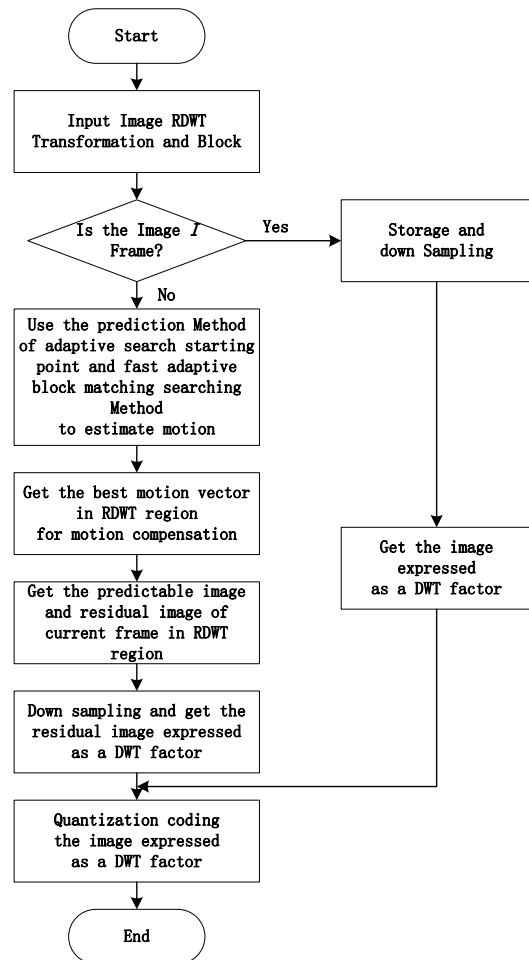 Start
Input Image RDWT
Transformation and Block
Is the Image I
Frame?
Yes
Storage and
down Sampling
No
Use the prediction Method
of adaptive search starting
point and fast adaptive
block matching searching
Method
to estimate motion
Get the best motion vector
in RDWT region
for motion compensation
Get the image
expressed
as a DWT factor
Get the predictable image
and residual image of
current frame in RDWT
region
Down sampling and get the
residual image expressed
as a DWT factor
Quantization coding
the image expressed
as a DWT factor
End